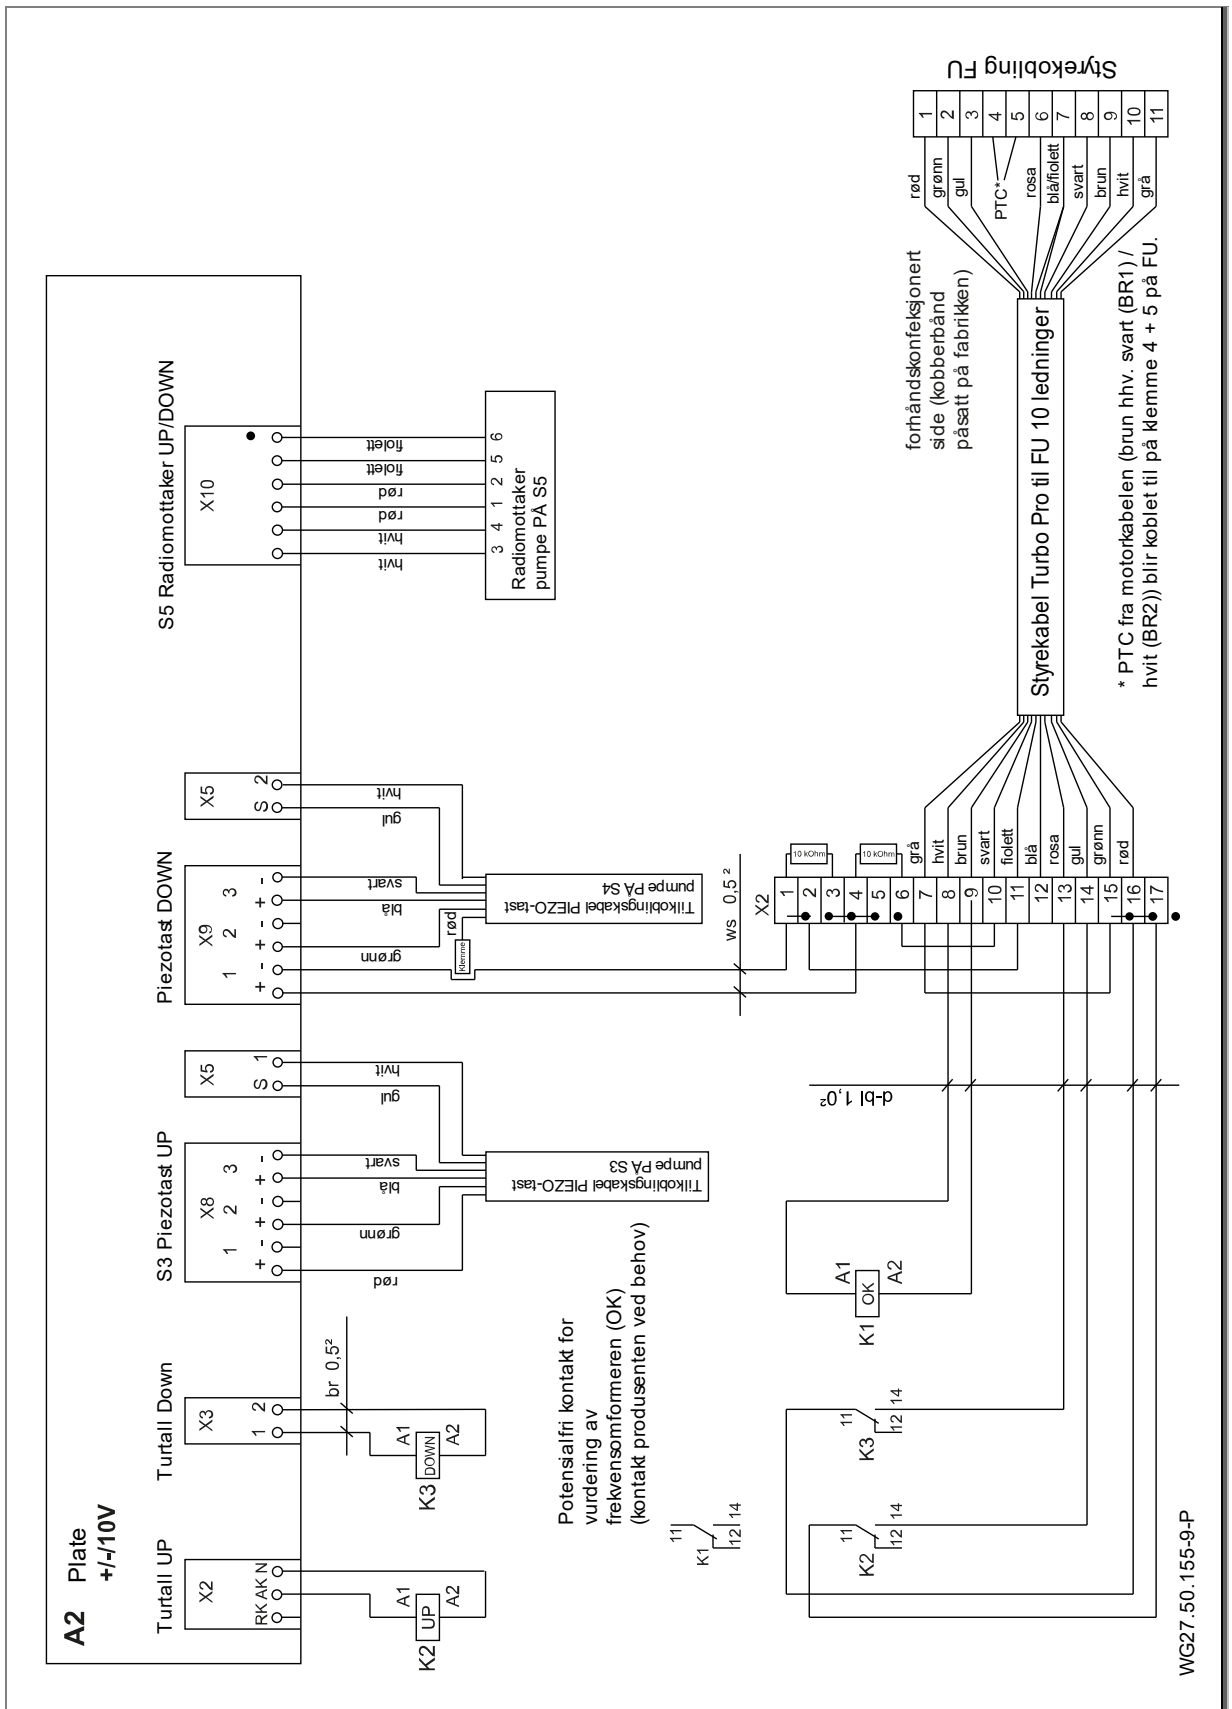 A2 Plate
+/-/10V
Turtall UP
X2
RK AK N
K2
UP
A1
A2
Turtall Down
X3
1 2
br 0,5²
K3
DOWN
A1
A2
S3 Piezotast UP
X8
1 2 3
+ - + - + -
rød
grønn
blå
svart
X5
S 1
gul
hvit
Tilkoblingskabel PIEZO-tast
pumpe PÅ S3
Piezotast DOWN
X9
1 2 3
+ - + - + -
grønn
blå
svart
rød
Klemme
X5
S 2
gul
hvit
Tilkoblingskabel PIEZO-tast
pumpe PÅ S4
S5 Radiomottaker UP/DOWN
X10
hvit
hvit
rød
rød
fiolett
fiolett
3 4 1 2 5 6
Radiomottaker
pumpe PÅ S5
Potensialfri kontakt for
vurdering av
frekvensomformeren (OK)
(kontakt produsenten ved behov)
K1
11
12 14
ws 0,5²
X2
1
2
3
4
5
6
7
8
9
10
11
12
13
14
15
16
17
10 kOhm
10 kOhm
grå
hvit
brun
svart
fiolett
blå
rosa
gul
grønn
rød
d-bl 1,0²
K1
OK
A1
A2
K3
11
12 14
K2
11
12 14
Styrekabel Turbo Pro til FU 10 ledninger
forhåndskonfeksjonert
side (kobberbånd
påsatt på fabrikken)
Styrekobling FU
1
2
3
4
5
6
7
8
9
10
11
rød
grønn
gul
PTC*
rosa
blå/fiolett
svart
brun
hvit
grå
* PTC fra motorkabelen (brun hhv. svart (BR1) /
hvit (BR2)) blir koblet til på klemme 4 + 5 på FU.
WG27.50.155-9-P